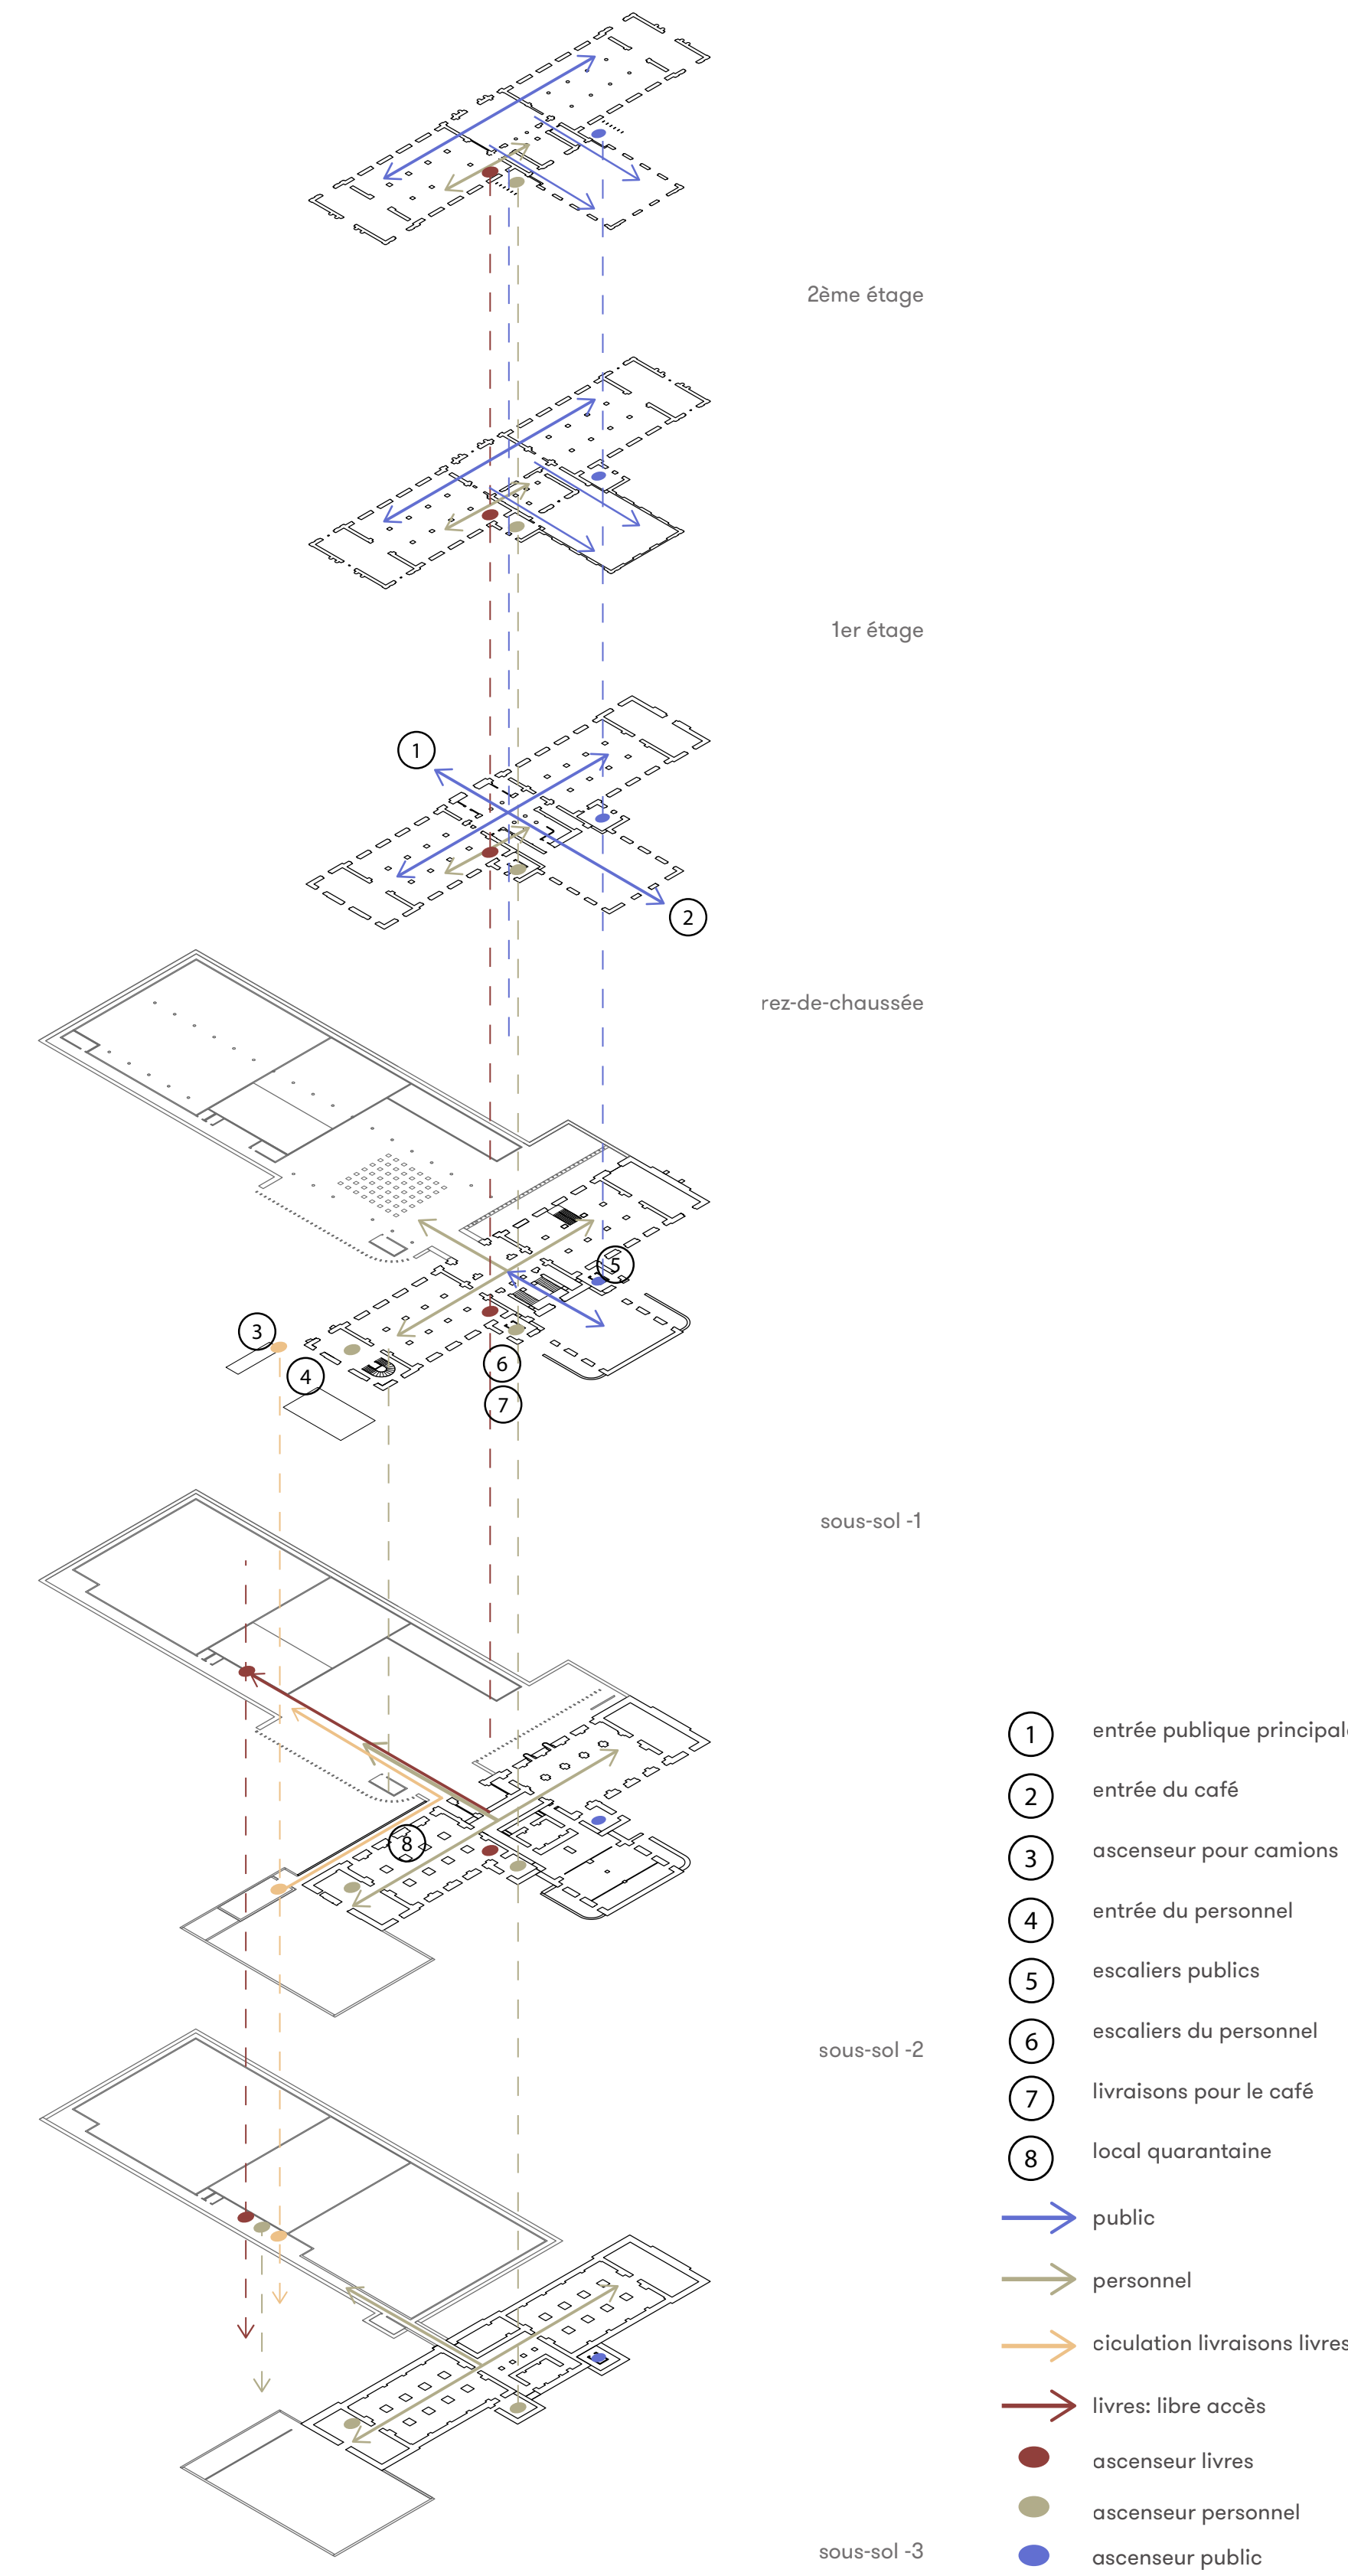 2ème étage
1er étage
1
2
rez-de-chaussée
5
3
4
6
7
sous-sol -1
8
sous-sol -2
sous-sol -3
1 entrée publique principale
2 entrée du café
3 ascenseur pour camions
4 entrée du personnel
5 escaliers publics
6 escaliers du personnel
7 livraisons pour le café
8 local quarantaine
public
personnel
ciculation livraisons livres
livres: libre accès
ascenseur livres
ascenseur personnel
ascenseur public